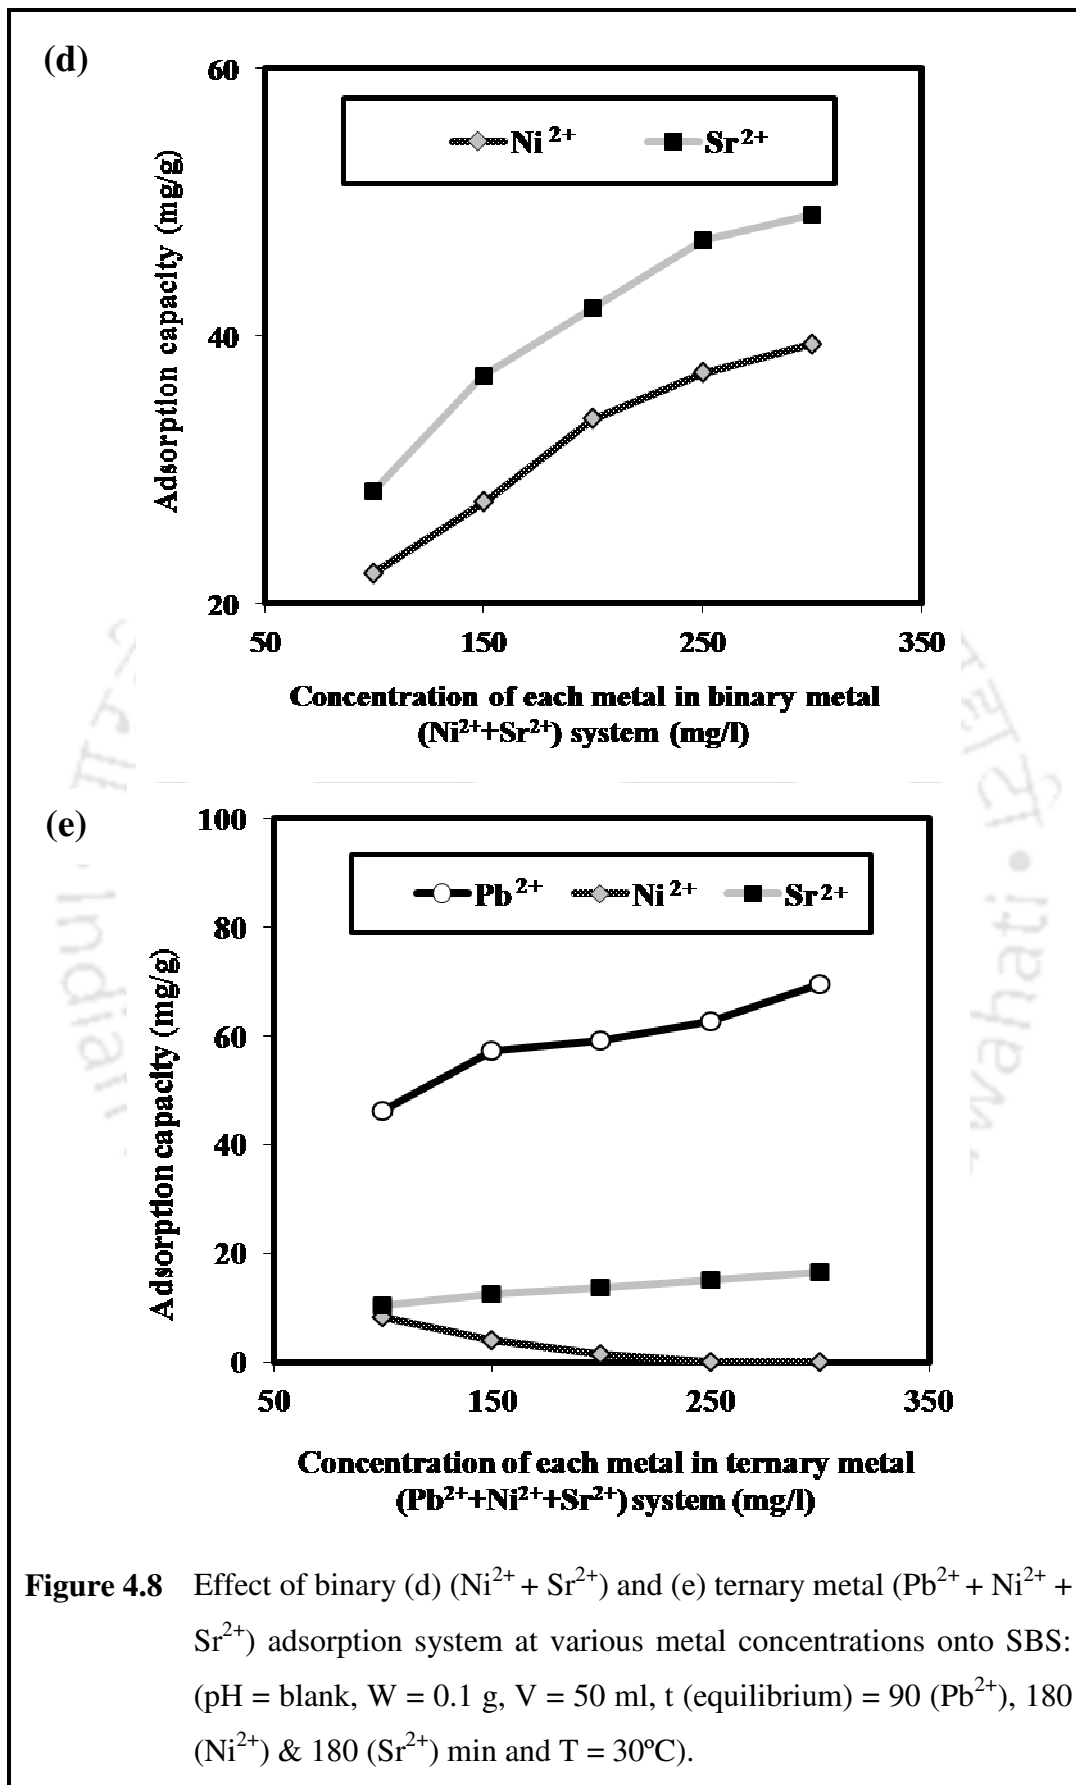 (d)
60
Ni²⁺ Sr²⁺
40
20
Adsorption capacity (mg/g)
50 150 250 350
Concentration of each metal in binary metal
(Ni²⁺+Sr²⁺) system (mg/l)
(e)
100
Pb²⁺ Ni²⁺ Sr²⁺
80
60
40
20
0
Adsorption capacity (mg/g)
50 150 250 350
Concentration of each metal in ternary metal
(Pb²⁺+Ni²⁺+Sr²⁺) system (mg/l)
Figure 4.8 Effect of binary (d) (Ni²⁺ + Sr²⁺) and (e) ternary metal (Pb²⁺ + Ni²⁺ +
Sr²⁺) adsorption system at various metal concentrations onto SBS:
(pH = blank, W = 0.1 g, V = 50 ml, t (equilibrium) = 90 (Pb²⁺), 180
(Ni²⁺) & 180 (Sr²⁺) min and T = 30ºC).